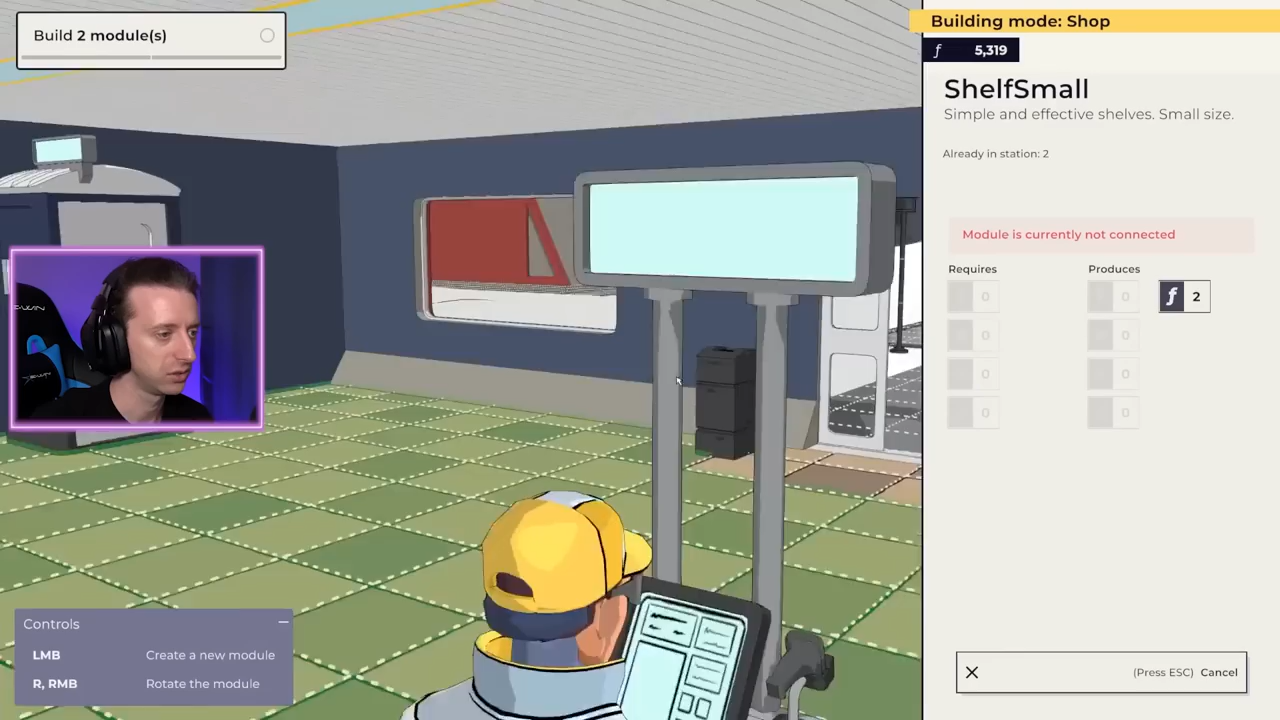 Build 2 module(s)
Building mode: Shop
ƒ 5,319
ShelfSmall
Simple and effective shelves. Small size.
Already in station: 2
Module is currently not connected
Requires
Produces
0
0
ƒ 2
0
0
0
0
0
0
Controls
LMB Create a new module
R, RMB Rotate the module
(Press ESC) Cancel